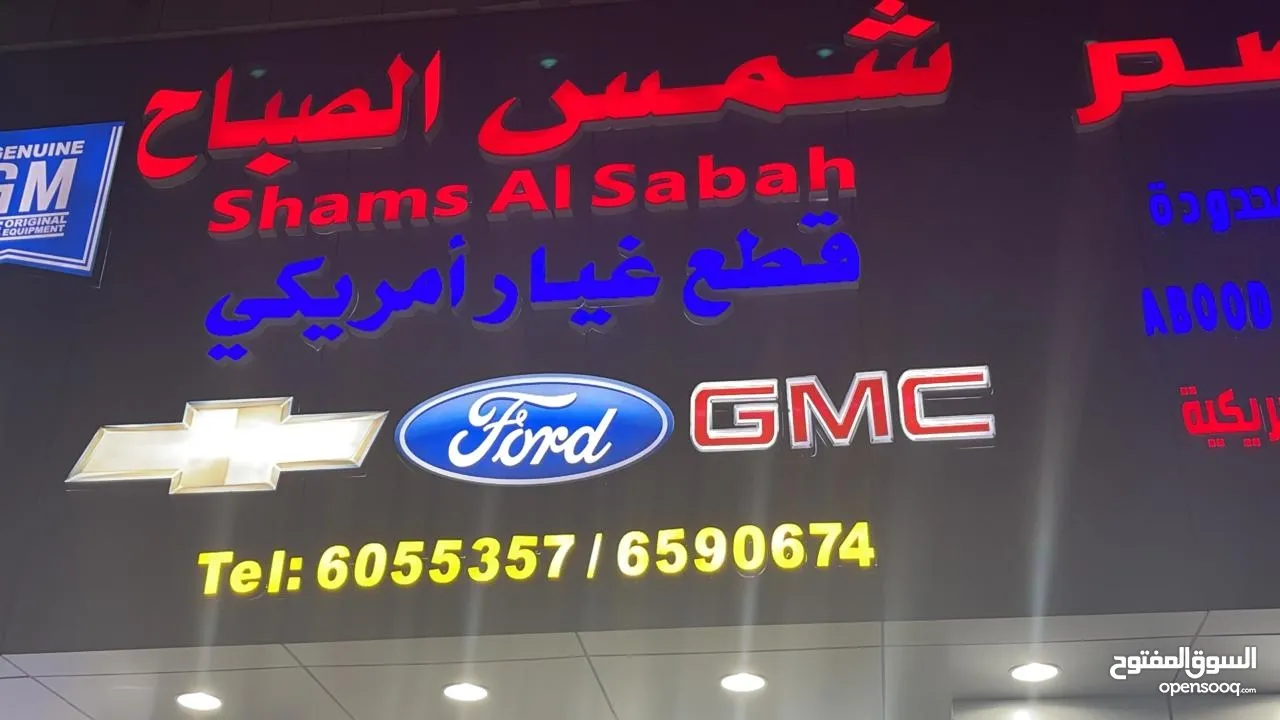 شمس الصباح
Shams Al Sabah
قطع غيار أمريكي
GENUINE
GM
ORIGINAL
EQUIPMENT
Ford
GMC
Tel: 6055357 / 6590674
ABOOD
السوق المفتوح
opensooq.com